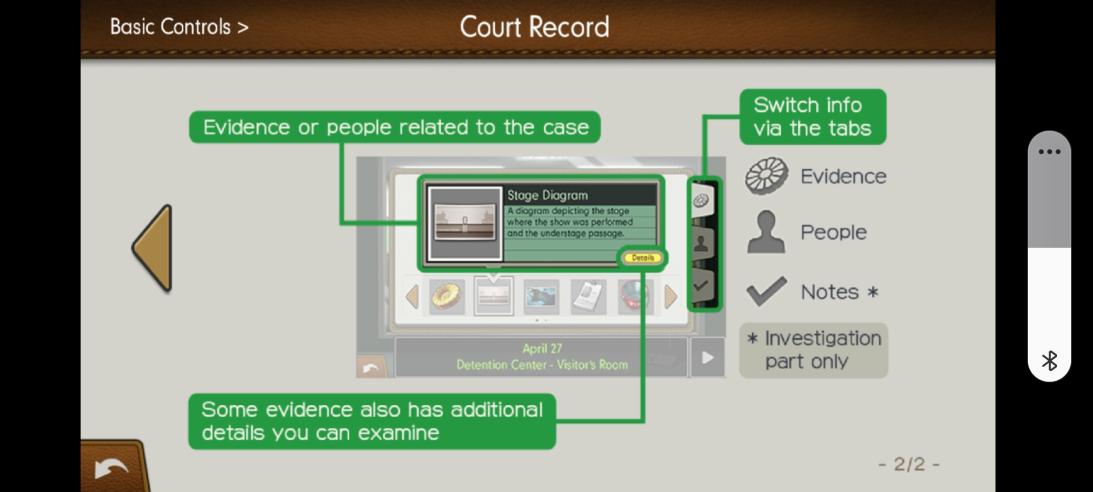 Basic Controls >
Court Record
Evidence or people related to the case
Switch info
via the tabs
Stage Diagram
A diagram depicting the stage
where the show was performed
and the understage passage.
Details
Evidence
People
Notes *
* Investigation
part only
April 27
Detention Center - Visitor's Room
Some evidence also has additional
details you can examine
- 2/2 -